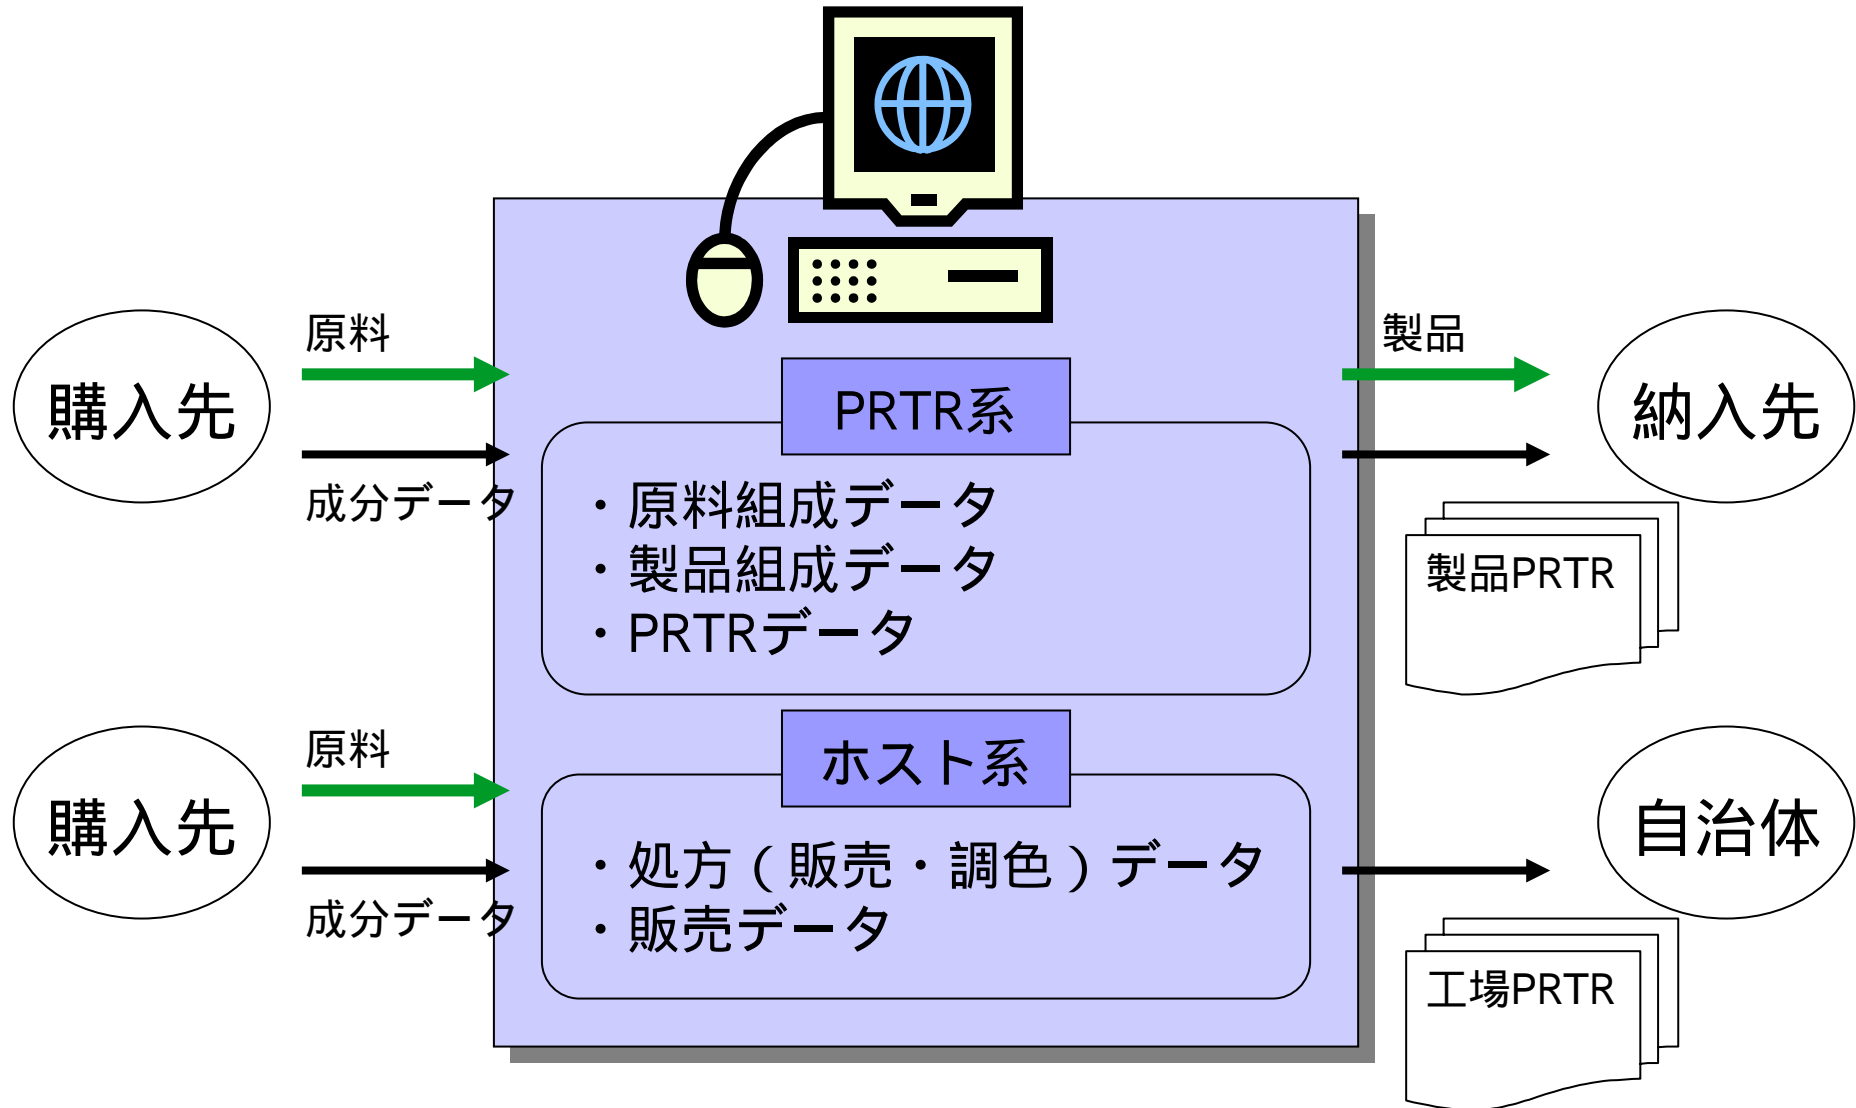 原料
購入先
成分データ
原料
購入先
成分データ
PRTR系
・原料組成データ
・製品組成データ
・PRTRデータ
ホスト系
・処方（販売・調色）データ
・販売データ
製品
納入先
製品PRTR
自治体
工場PRTR